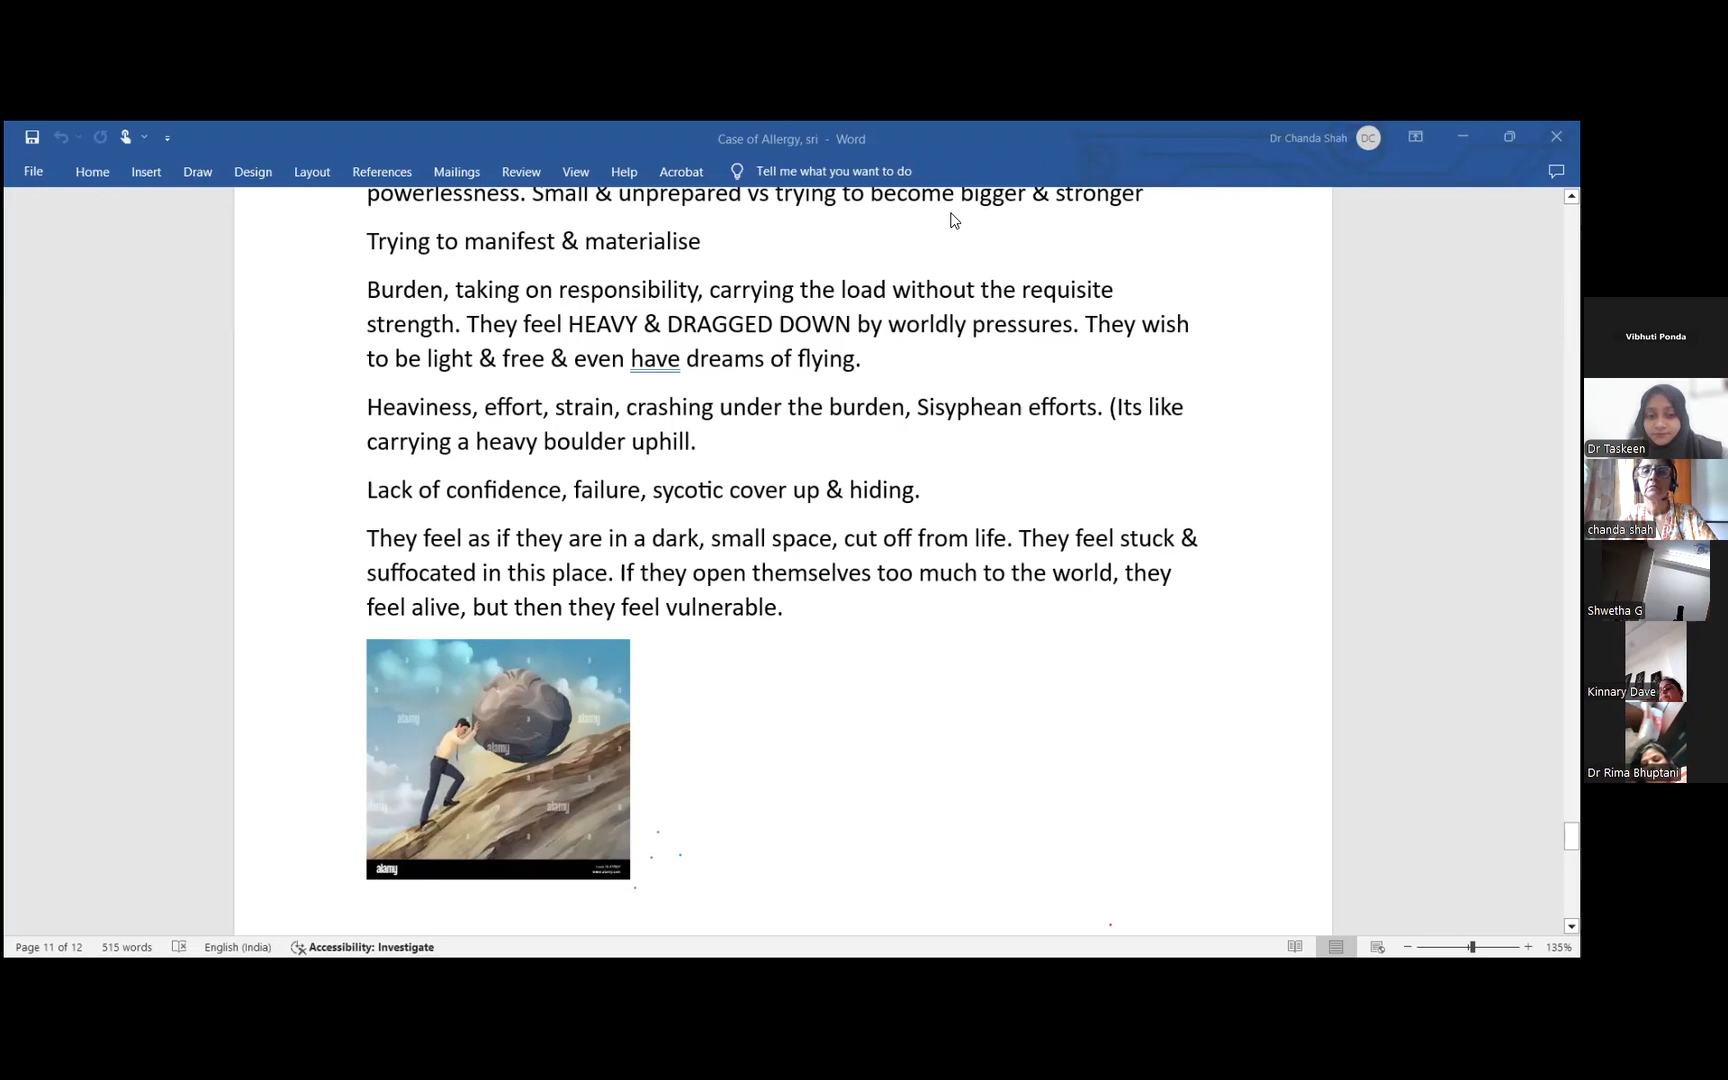 Case of Allergy, sri - Word
Dr Chanda Shah
DC
File Home Insert Draw Design Layout References Mailings Review View Help Acrobat Tell me what you want to do
powerlessness. Small & unprepared vs trying to become bigger & stronger
Trying to manifest & materialise
Burden, taking on responsibility, carrying the load without the requisite
strength. They feel HEAVY & DRAGGED DOWN by worldly pressures. They wish
to be light & free & even have dreams of flying.
Heaviness, effort, strain, crashing under the burden, Sisyphean efforts. (Its like
carrying a heavy boulder uphill.
Lack of confidence, failure, sycotic cover up & hiding.
They feel as if they are in a dark, small space, cut off from life. They feel stuck &
suffocated in this place. If they open themselves too much to the world, they
feel alive, but then they feel vulnerable.
alamy
alamy
alamy
alamy
alamy
Vibhuti Ponda
Dr Taskeen
chanda shah
Shwetha G
Kinnary Dave
Dr Rima Bhuptani
Page 11 of 12 515 words English (India) Accessibility: Investigate 135%